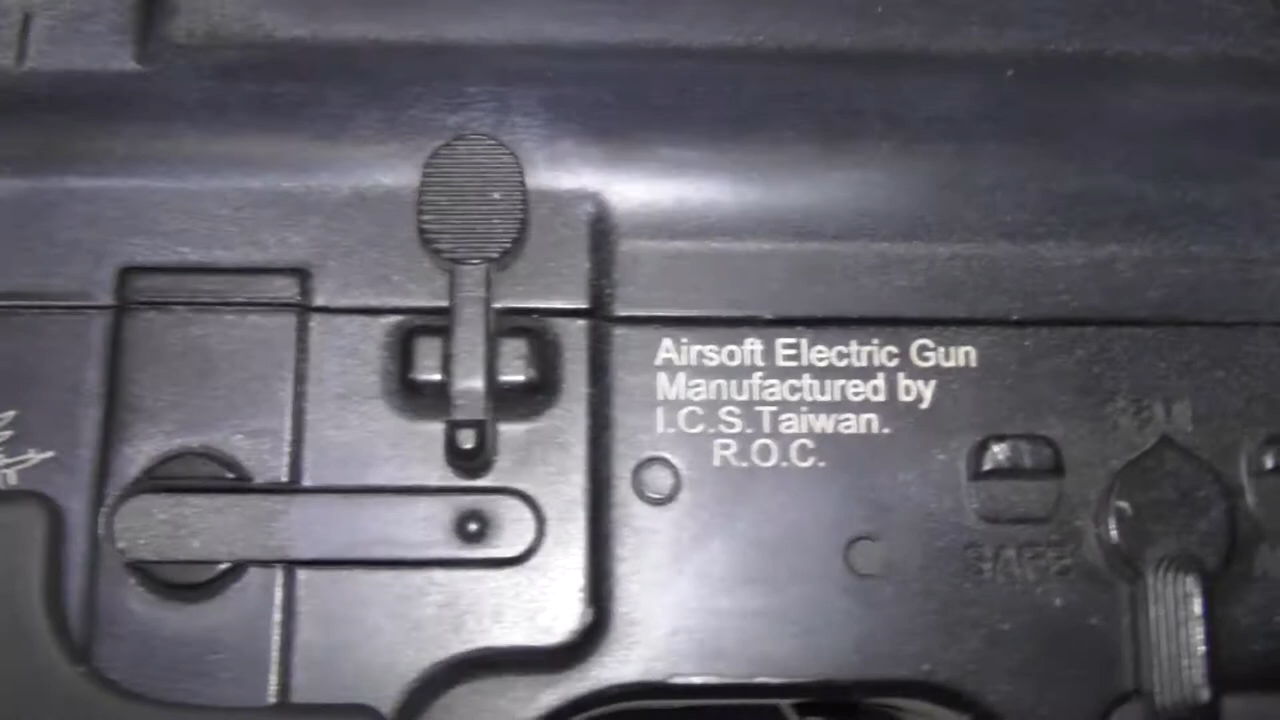 Airsoft Electric Gun
Manufactured by
I.C.S.Taiwan.
R.O.C.
SAFE